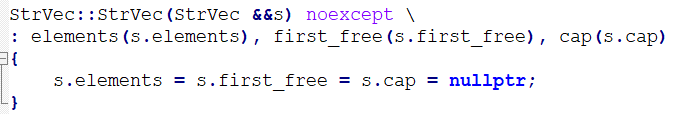 StrVec::StrVec(StrVec &&s) noexcept \
: elements(s.elements), first_free(s.first_free), cap(s.cap)
{
    s.elements = s.first_free = s.cap = nullptr;
}